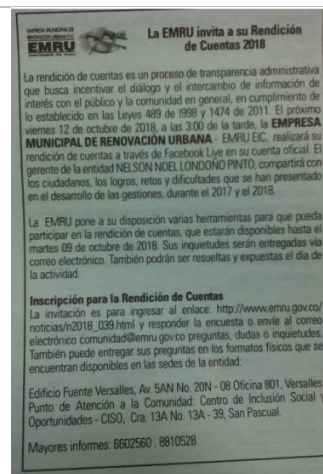 EMPRESA MUNICIPAL DE
RENOVACIÓN URBANA EIC
EMRU
La EMRU invita a su Rendición
de Cuentas 2018
La rendición de cuentas es un proceso de transparencia administrativa
que busca incentivar el diálogo y el intercambio de información de
interés con el público y la comunidad en general, en cumplimiento de
lo establecido en las Leyes 489 de 1998 y 1474 de 2011. El próximo
viernes 12 de octubre de 2018, a las 3:00 de la tarde, la EMPRESA
MUNICIPAL DE RENOVACIÓN URBANA - EMRU EIC, realizará su
rendición de cuentas a través de Facebook Live en su cuenta oficial. El
gerente de la entidad NELSON NOEL LONDOÑO PINTO, compartirá con
los ciudadanos, los logros, retos y dificultades que se han presentado
en el desarrollo de las gestiones, durante el 2017 y el 2018.
La EMRU pone a su disposición varias herramientas para que pueda
participar en la rendición de cuentas, que estarán disponibles hasta el
martes 09 de octubre de 2018. Sus inquietudes serán entregadas vía
correo electrónico. También podrán ser resueltas y expuestas el día de
la actividad.
Inscripción para la Rendición de Cuentas
La invitación es para ingresar al enlace: http://www.emru.gov.co/
noticias/n2018_039.html y responder la encuesta o envíe al correo
electrónico comunidad@emru.gov.co preguntas, dudas o inquietudes.
También puede entregar sus preguntas en los formatos físicos que se
encuentran disponibles en las sedes de la entidad:
Edificio Fuente Versalles, Av. 5AN No. 20N - 08 Oficina 801, Versalles
Punto de Atención a la Comunidad: Centro de Inclusión Social y
Oportunidades - CISO, Cra. 13A No. 13A - 39, San Pascual.
Mayores informes: 6602560 . 8810528